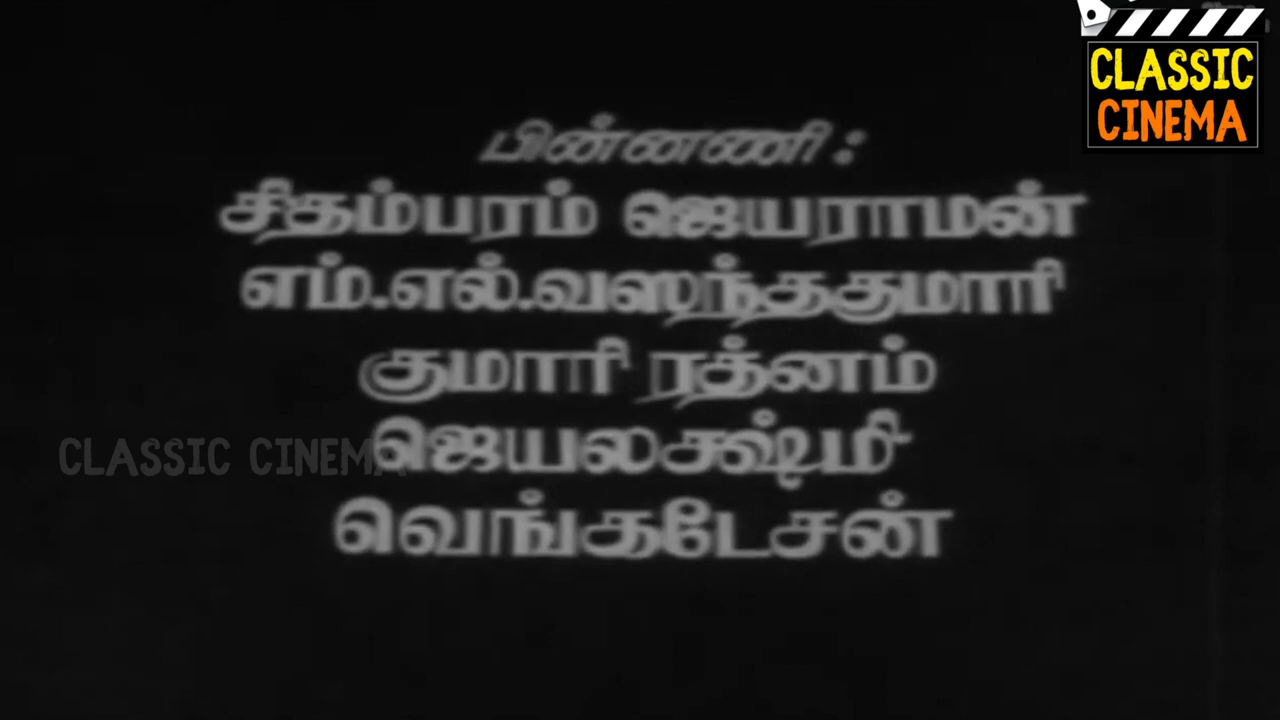 CLASSIC
CINEMA
பின்னணி :
சிதம்பரம் ஜெயராமன்
எம்.எல்.வஸந்தகுமாரி
குமாரி ரத்னம்
ஜெயலக்ஷ்மி
வெங்கடேசன்
CLASSIC CINEMA